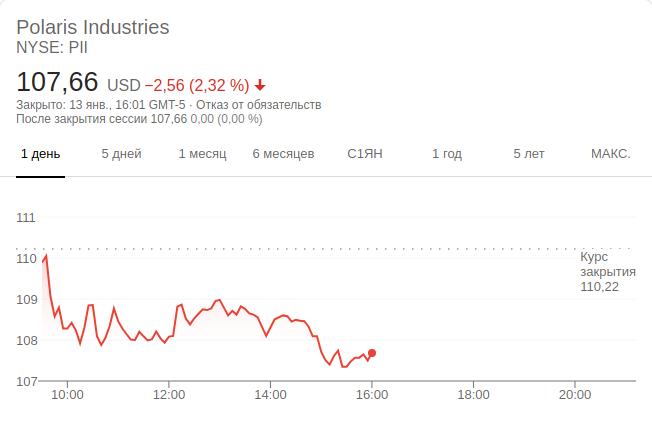 Polaris Industries
NYSE: PII
107,66 USD −2,56 (2,32 %)
Закрыто: 13 янв., 16:01 GMT-5 · Отказ от обязательств
После закрытия сессии 107,66 0,00 (0,00 %)
1 день 5 дней 1 месяц 6 месяцев С1ЯН 1 год 5 лет МАКС.
111
110
109
108
107
Курс
закрытия
110,22
10:00 12:00 14:00 16:00 18:00 20:00